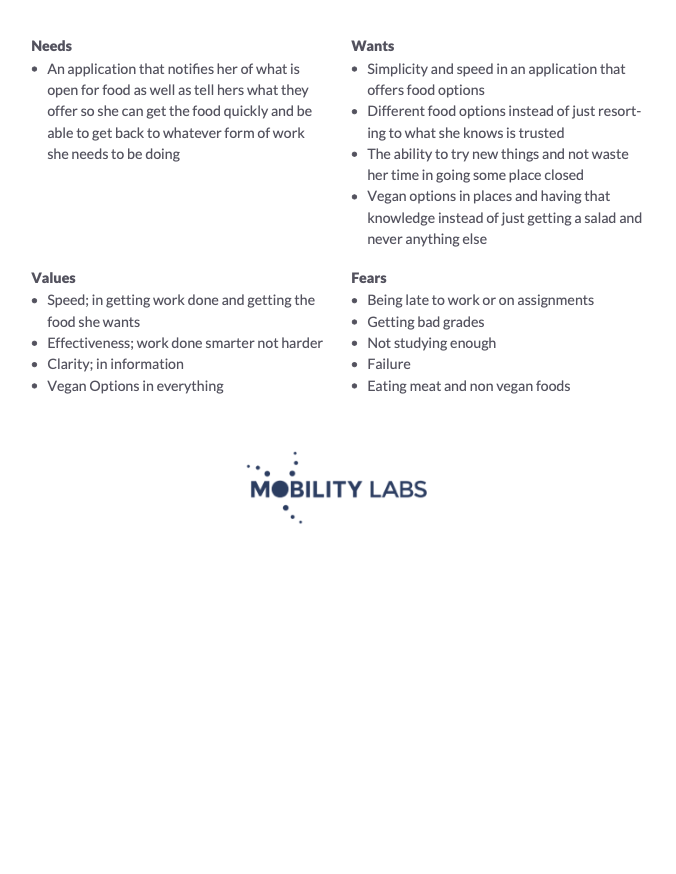 Needs
• An application that notifies her of what is
open for food as well as tell hers what they
offer so she can get the food quickly and be
able to get back to whatever form of work
she needs to be doing
Wants
• Simplicity and speed in an application that
offers food options
• Different food options instead of just resort-
ing to what she knows is trusted
• The ability to try new things and not waste
her time in going some place closed
• Vegan options in places and having that
knowledge instead of just getting a salad and
never anything else
Values
• Speed; in getting work done and getting the
food she wants
• Effectiveness; work done smarter not harder
• Clarity; in information
• Vegan Options in everything
Fears
• Being late to work or on assignments
• Getting bad grades
• Not studying enough
• Failure
• Eating meat and non vegan foods
MOBILITY LABS